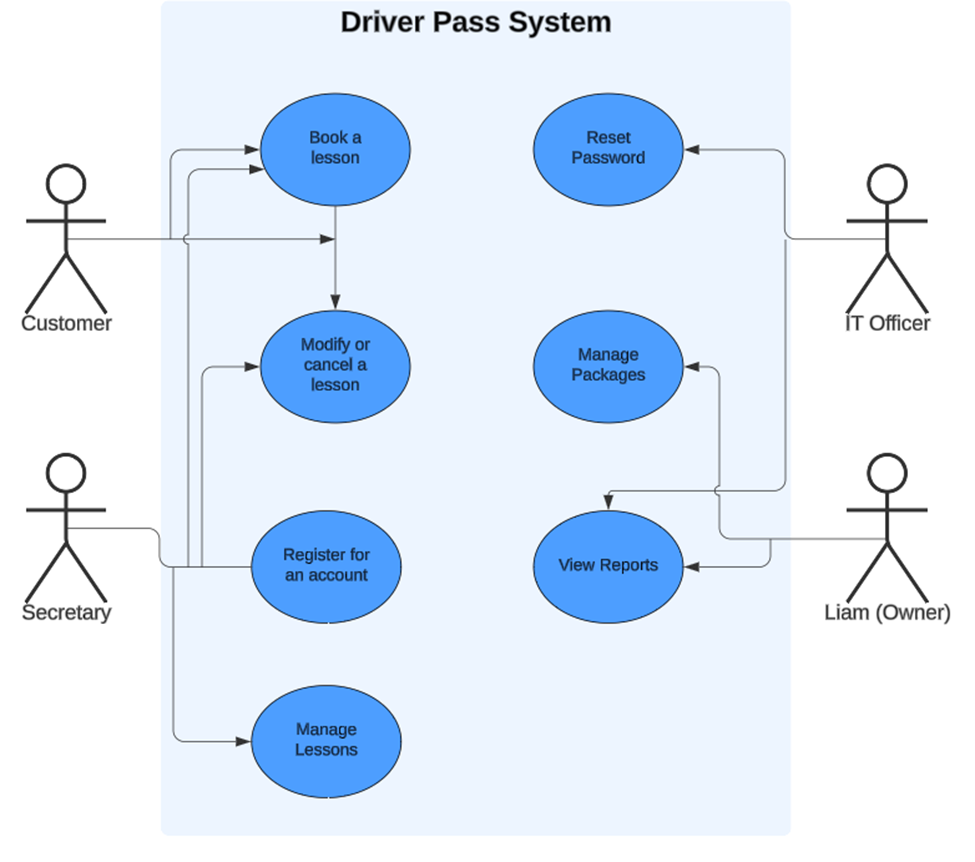 Driver Pass System
Book a
lesson
Reset
Password
Customer
IT Officer
Modify or
cancel a
lesson
Manage
Packages
Secretary
Register for
an account
View Reports
Liam (Owner)
Manage
Lessons